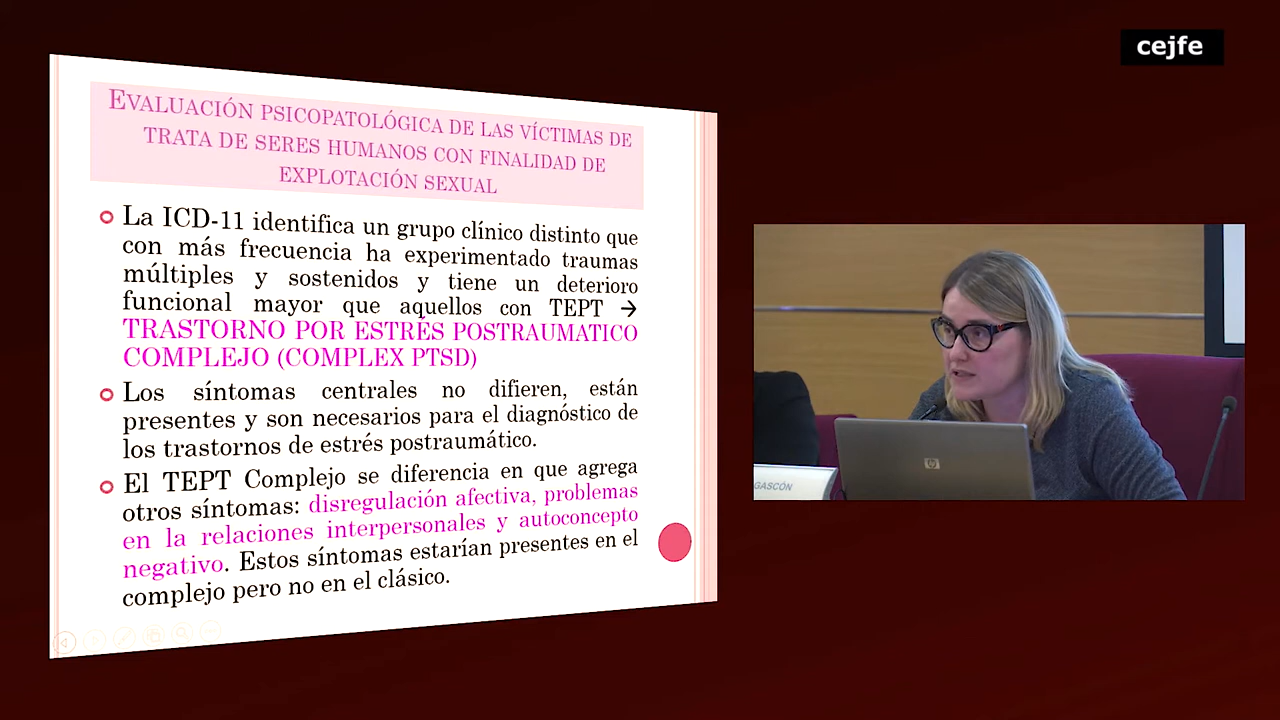 cejfe
EVALUACIÓN PSICOPATOLÓGICA DE LAS VÍCTIMAS DE
TRATA DE SERES HUMANOS CON FINALIDAD DE
EXPLOTACIÓN SEXUAL
La ICD-11 identifica un grupo clínico distinto que
con más frecuencia ha experimentado traumas
múltiples y sostenidos y tiene un deterioro
funcional mayor que aquellos con TEPT →
TRASTORNO POR ESTRÉS POSTRAUMATICO
COMPLEJO (COMPLEX PTSD)
Los síntomas centrales no difieren, están
presentes y son necesarios para el diagnóstico de
los trastornos de estrés postraumático.
El TEPT Complejo se diferencia en que agrega
otros síntomas: disregulación afectiva, problemas
en la relaciones interpersonales y autoconcepto
negativo. Estos síntomas estarían presentes en el
complejo pero no en el clásico.
hp
GASCÓN